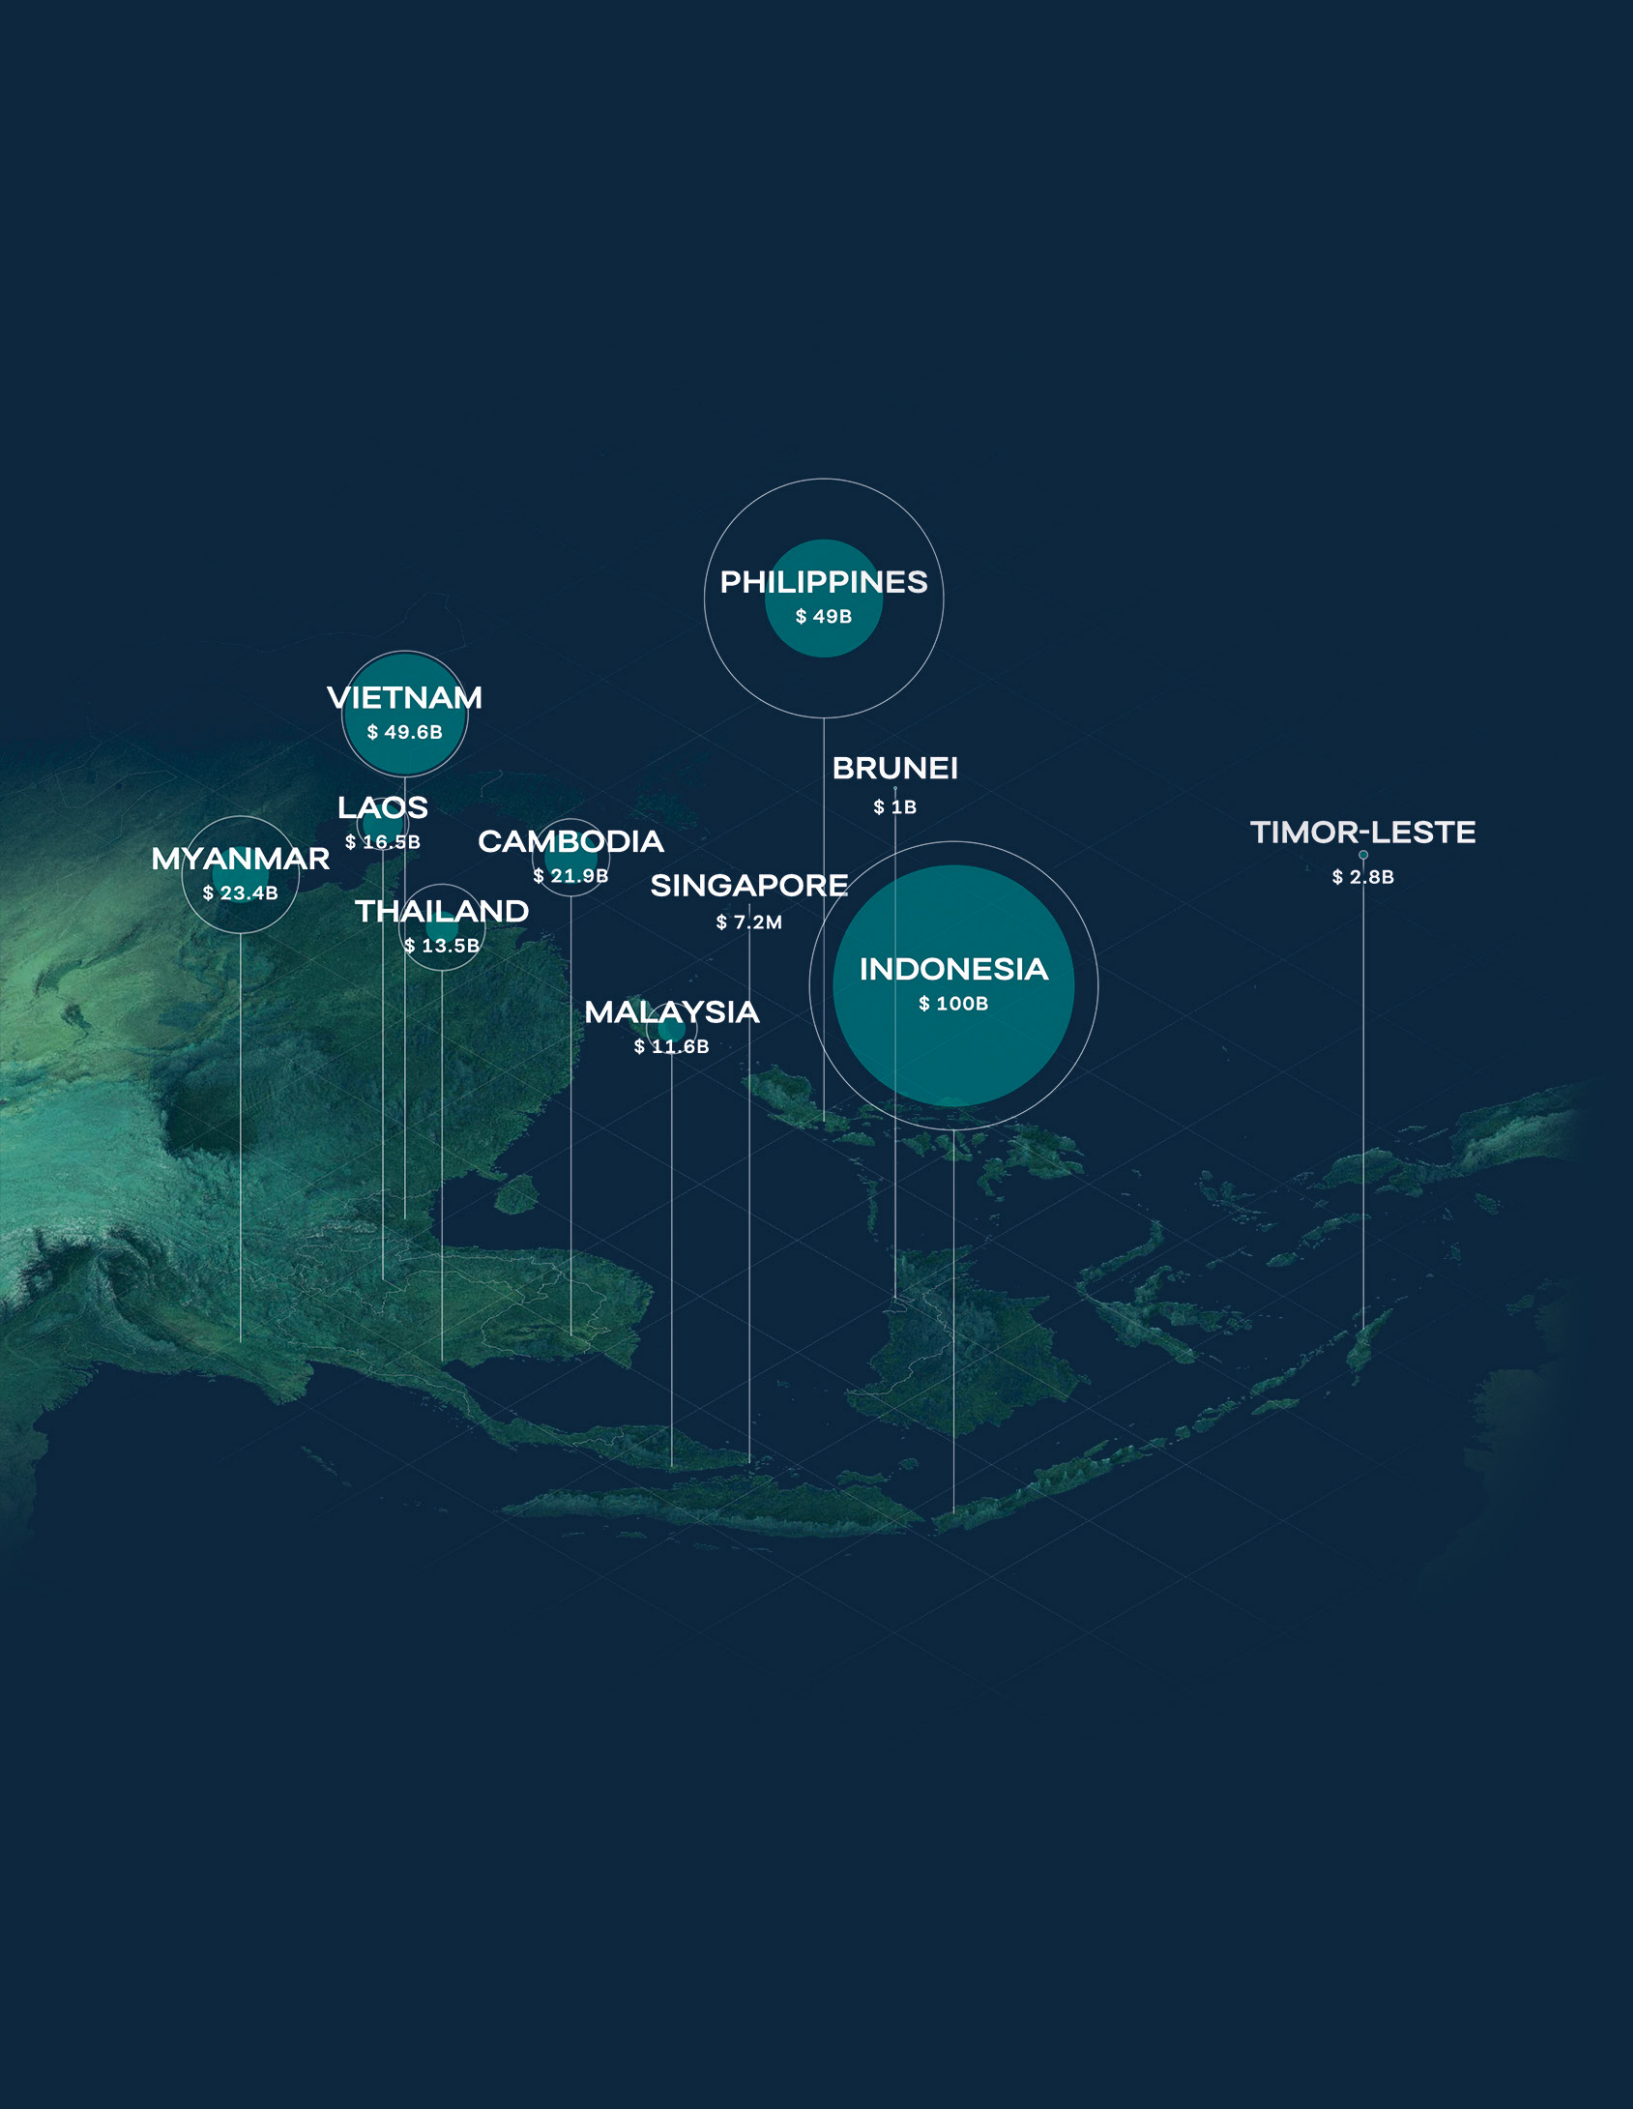 PHILIPPINES
$ 49B
VIETNAM
$ 49.6B
BRUNEI
$ 1B
LAOS
$ 16.5B
TIMOR-LESTE
$ 2.8B
CAMBODIA
$ 21.9B
MYANMAR
$ 23.4B
SINGAPORE
$ 7.2M
THAILAND
$ 13.5B
INDONESIA
$ 100B
MALAYSIA
$ 11.6B